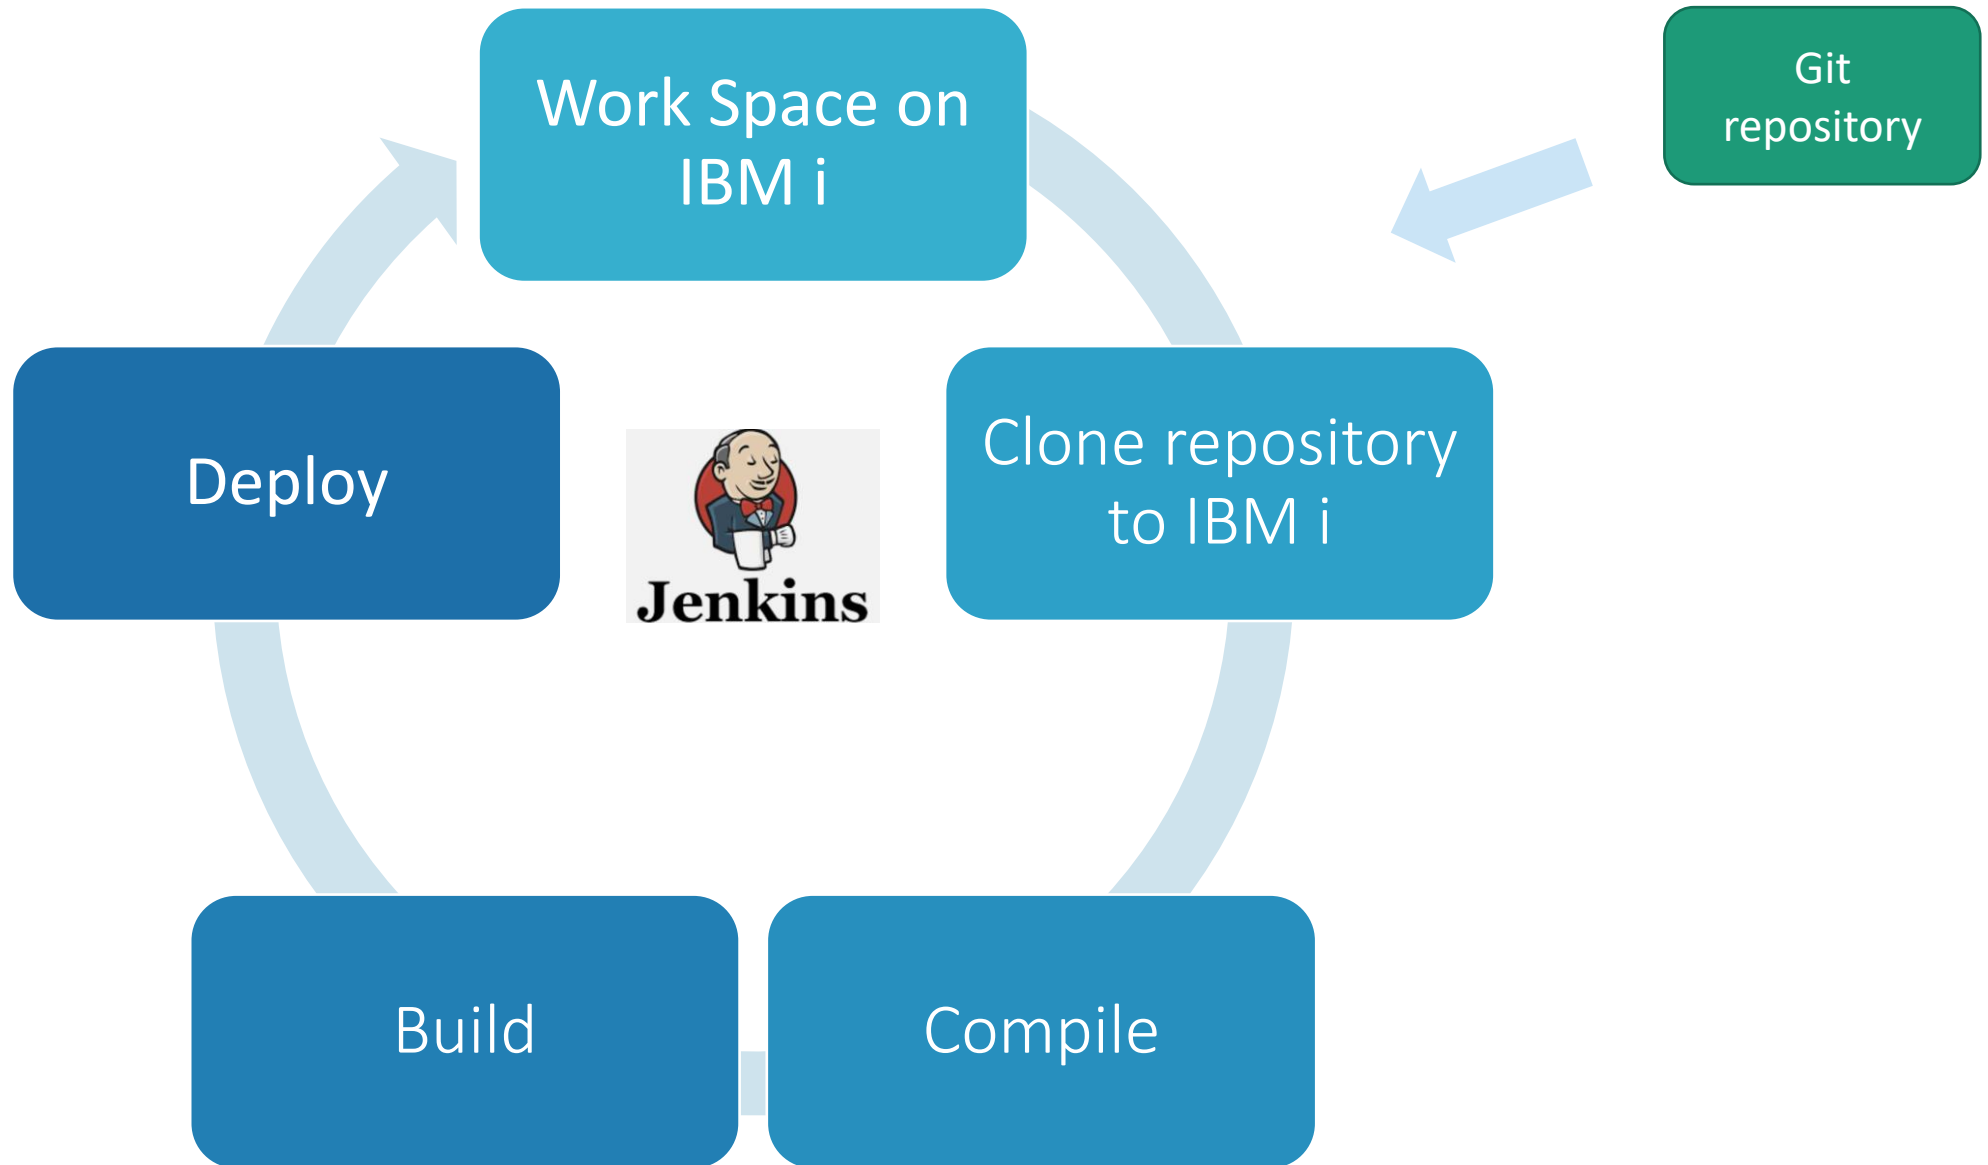 Work Space on
IBM i
Git
repository
Clone repository
to IBM i
Deploy
Jenkins
Build
Compile